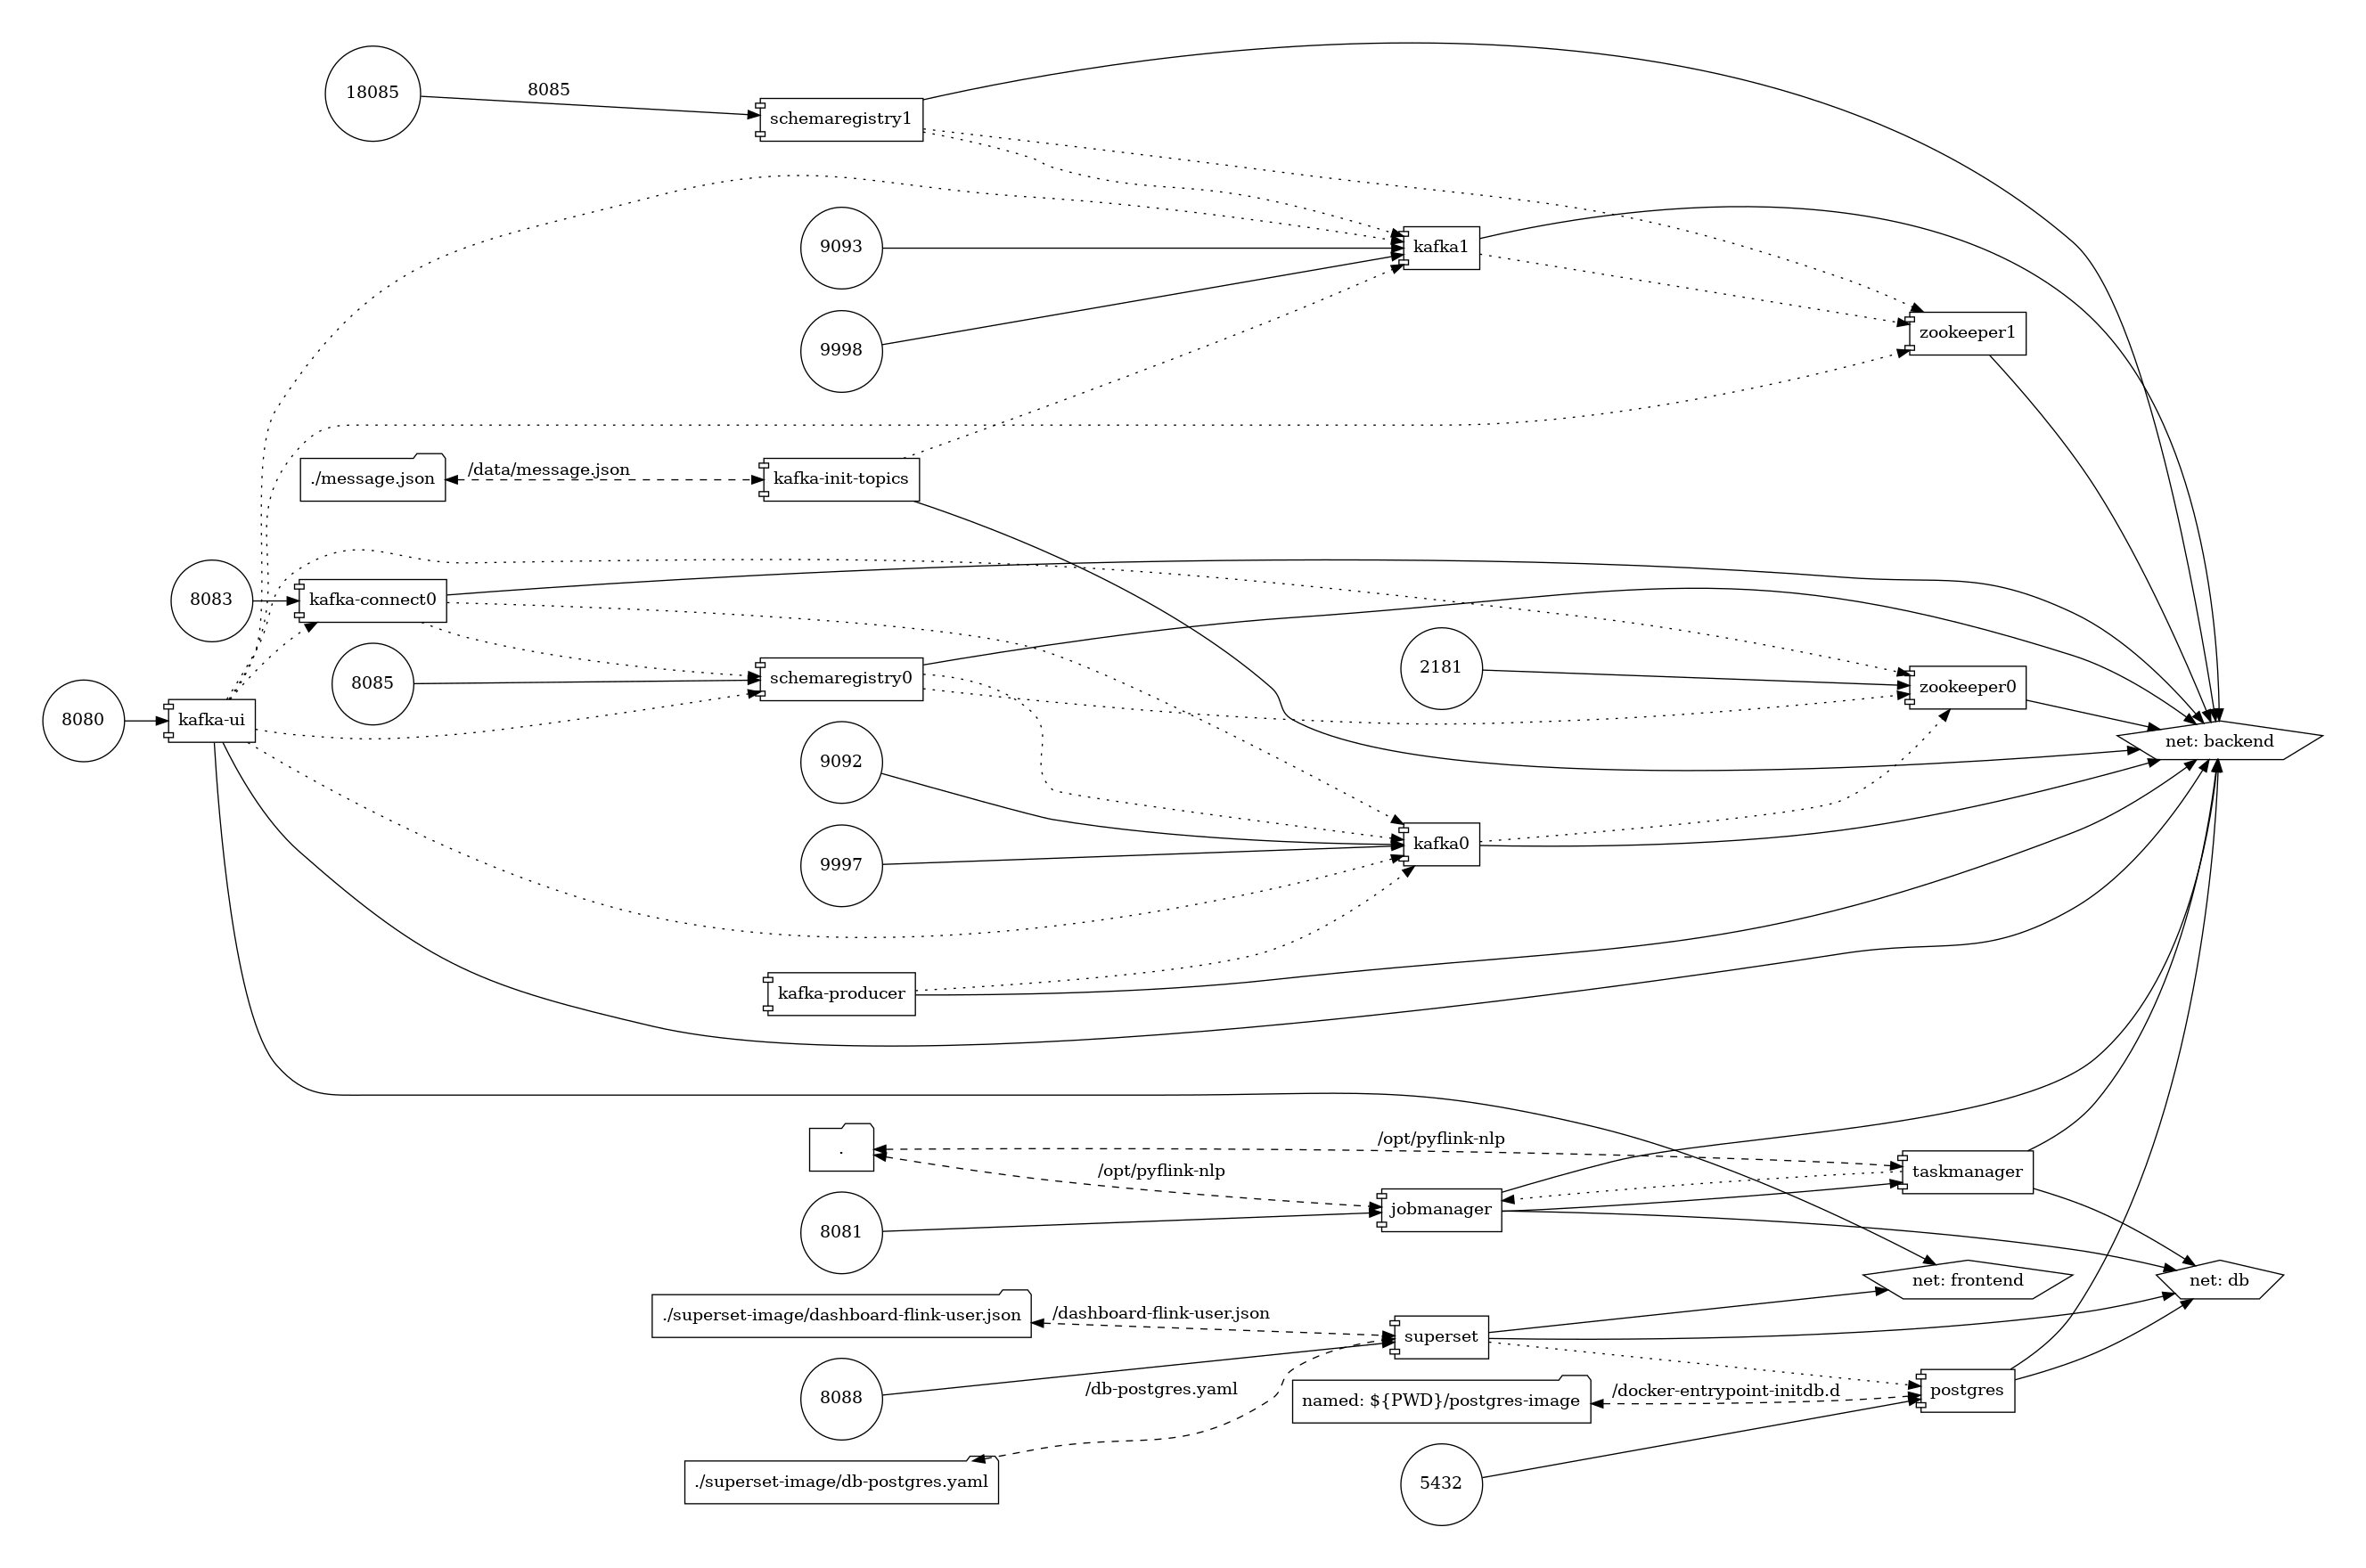 18085
8085
schemaregistry1
9093
kafka1
9998
zookeeper1
./message.json
/data/message.json
kafka-init-topics
8083
kafka-connect0
8085
schemaregistry0
2181
zookeeper0
8080
kafka-ui
net: backend
9092
9997
kafka0
kafka-producer
.
/opt/pyflink-nlp
/opt/pyflink-nlp
taskmanager
8081
jobmanager
net: frontend
net: db
./superset-image/dashboard-flink-user.json
/dashboard-flink-user.json
superset
8088
/db-postgres.yaml
named: ${PWD}/postgres-image
/docker-entrypoint-initdb.d
postgres
./superset-image/db-postgres.yaml
5432